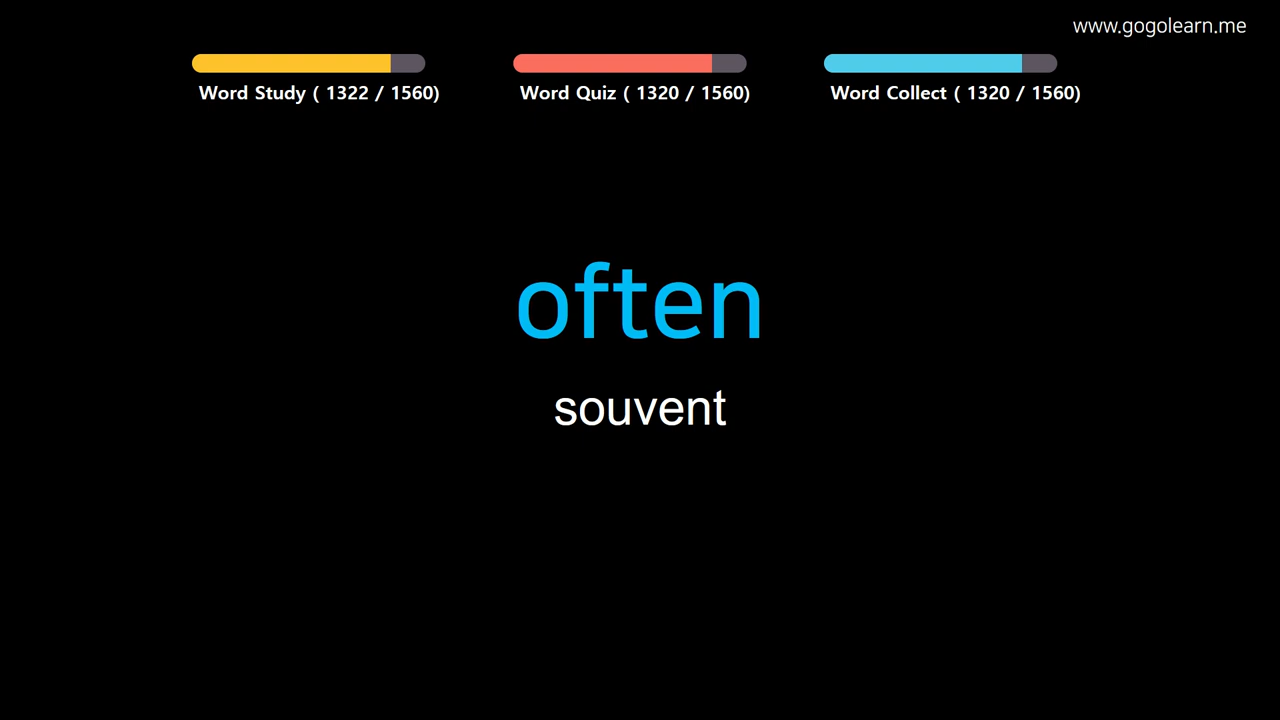 www.gogolearn.me
Word Study ( 1322 / 1560)
Word Quiz ( 1320 / 1560)
Word Collect ( 1320 / 1560)
often
souvent